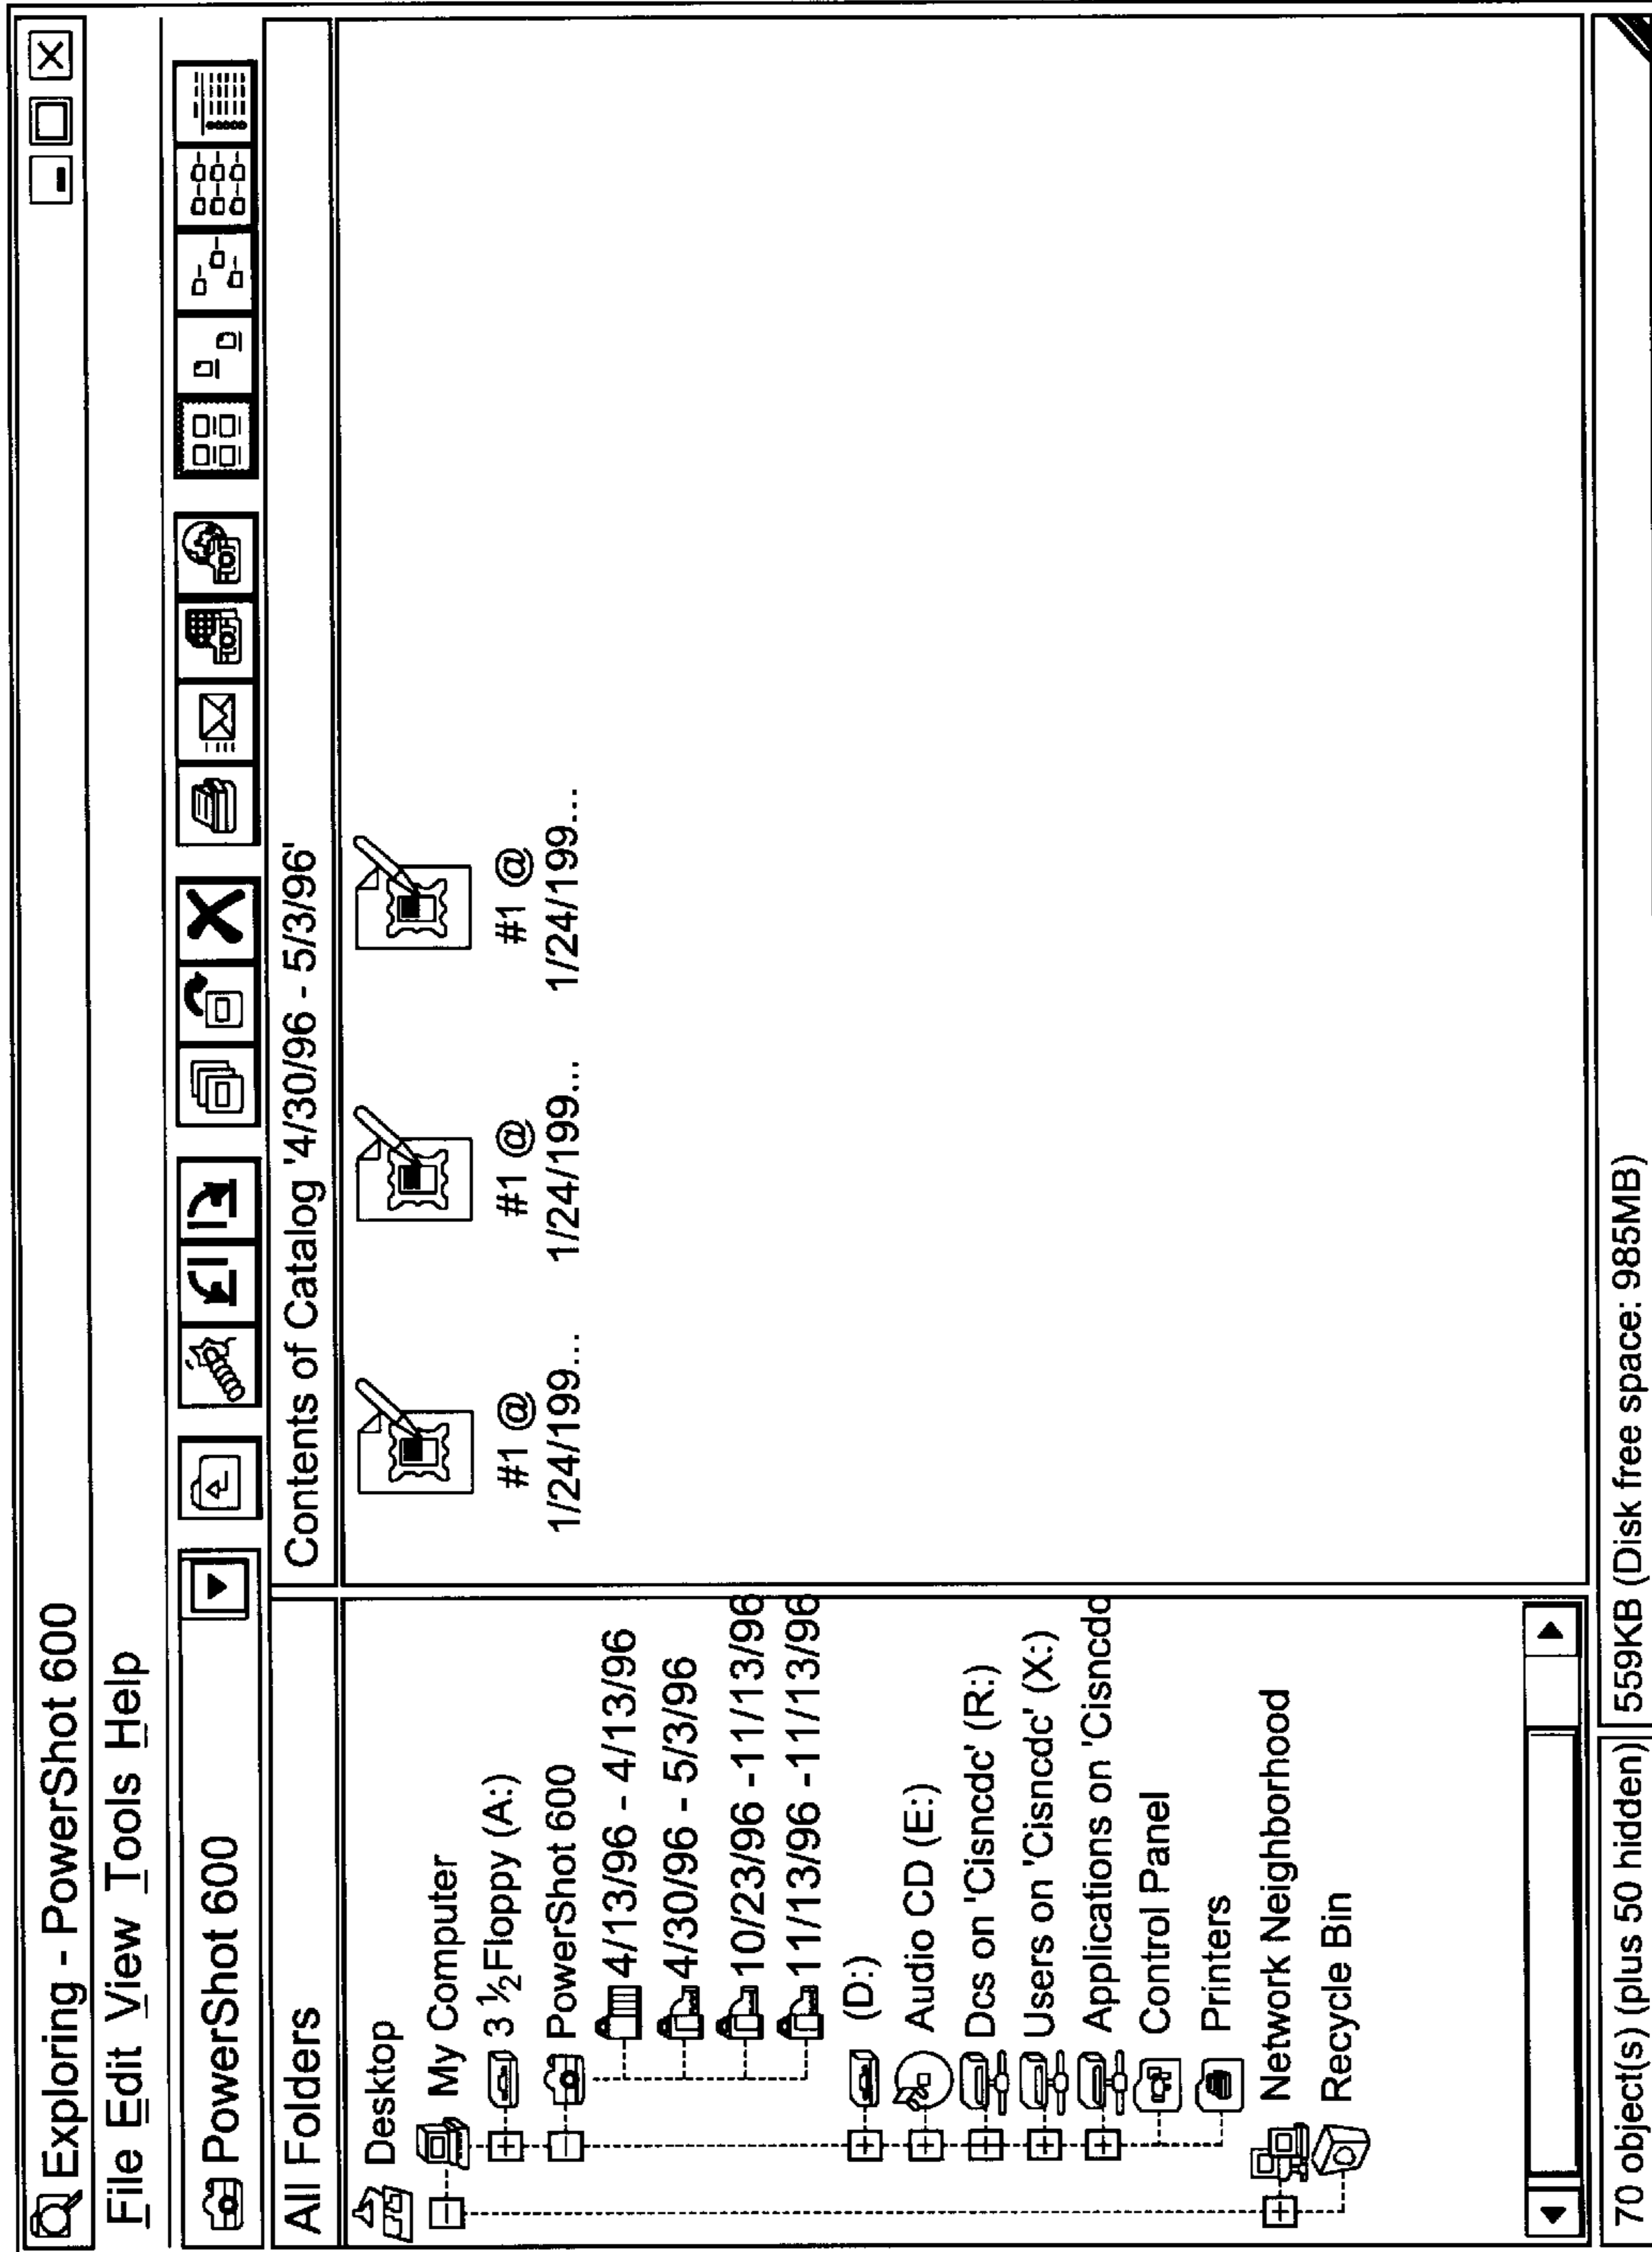 Exploring - PowerShot 600
File Edit View Tools Help
PowerShot 600
All Folders
Contents of Catalog '4/30/96 - 5/3/96'
Desktop
My Computer
3 ½ Floppy (A:)
PowerShot 600
4/13/96 - 4/13/96
4/30/96 - 5/3/96
10/23/96 -11/13/96
11/13/96 -11/13/96
(D:)
Audio CD (E:)
Dcs on 'Cisncdc' (R:)
Users on 'Cisncdc' (X:)
Applications on 'Cisncdc
Control Panel
Printers
Network Neighborhood
Recycle Bin
#1 @
1/24/199...
#1 @
1/24/199...
#1 @
1/24/199...
70 object(s) (plus 50 hidden)
559KB (Disk free space: 985MB)